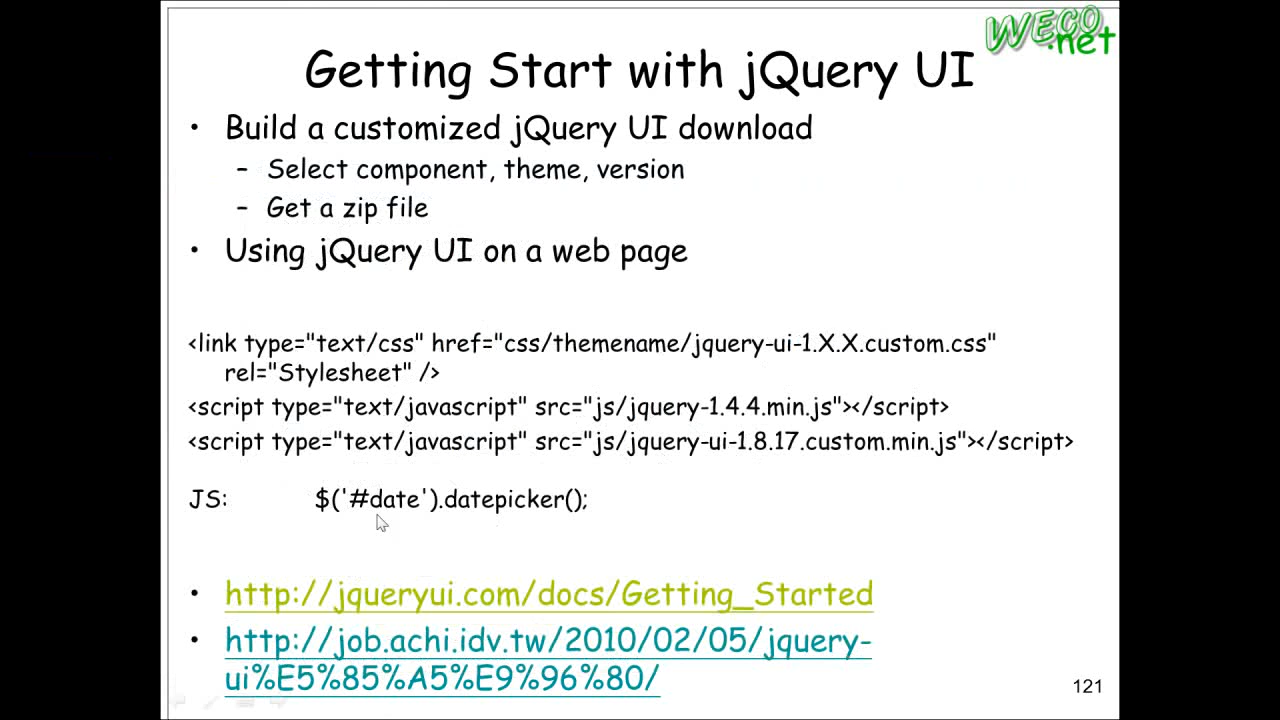 WECO
.net
Getting Start with jQuery UI
• Build a customized jQuery UI download
– Select component, theme, version
– Get a zip file
• Using jQuery UI on a web page
<link type="text/css" href="css/themename/jquery-ui-1.X.X.custom.css"
rel="Stylesheet" />
<script type="text/javascript" src="js/jquery-1.4.4.min.js"></script>
<script type="text/javascript" src="js/jquery-ui-1.8.17.custom.min.js"></script>
JS: $('#date').datepicker();
• http://jqueryui.com/docs/Getting_Started
• http://job.achi.idv.tw/2010/02/05/jquery-
ui%E5%85%A5%E9%96%80/
121